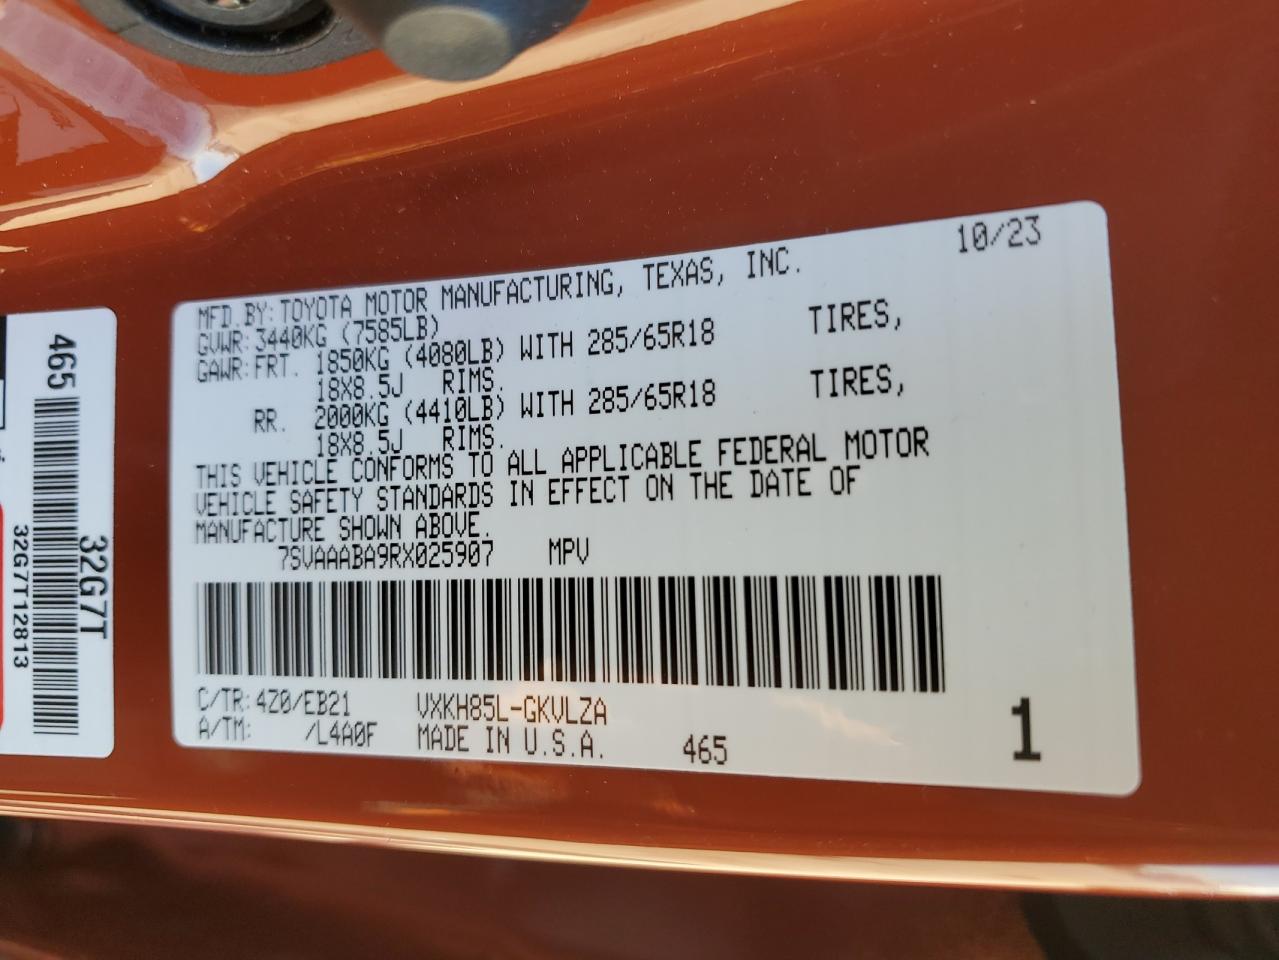 10/23
MFD.BY:TOYOTA MOTOR MANUFACTURING, TEXAS, INC.
GVWR:3440KG (7585LB)
GAWR:FRT. 1850KG (4080LB) WITH 285/65R18 TIRES,
18X8.5J RIMS.
RR. 2000KG (4410LB) WITH 285/65R18 TIRES,
18X8.5J RIMS.
THIS VEHICLE CONFORMS TO ALL APPLICABLE FEDERAL MOTOR
VEHICLE SAFETY STANDARDS IN EFFECT ON THE DATE OF
MANUFACTURE SHOWN ABOVE.
7SVAAABA9RX025907 MPV
C/TR:4Z0/EB21 VXKH85L-GKVLZA
A/TM: /L4A0F MADE IN U.S.A. 465
1
465
32G7T
32G7T12813